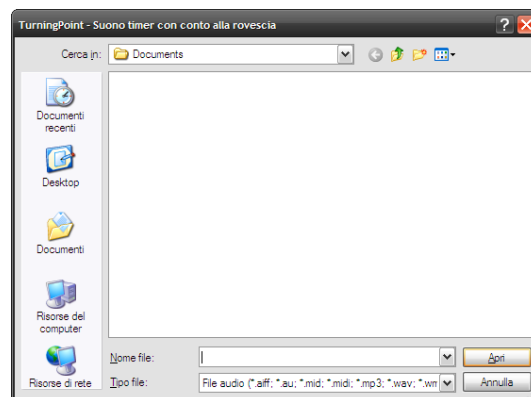 TurningPoint - Suono timer con conto alla rovescia
Cerca in: Documents
Documenti
recenti
Desktop
Documenti
Risorse del
computer
Risorse di rete
Nome file:
Apri
Tipo file: File audio (*.aiff; *.au; *.mid; *.midi; *.mp3; *.wav; *.wm
Annulla